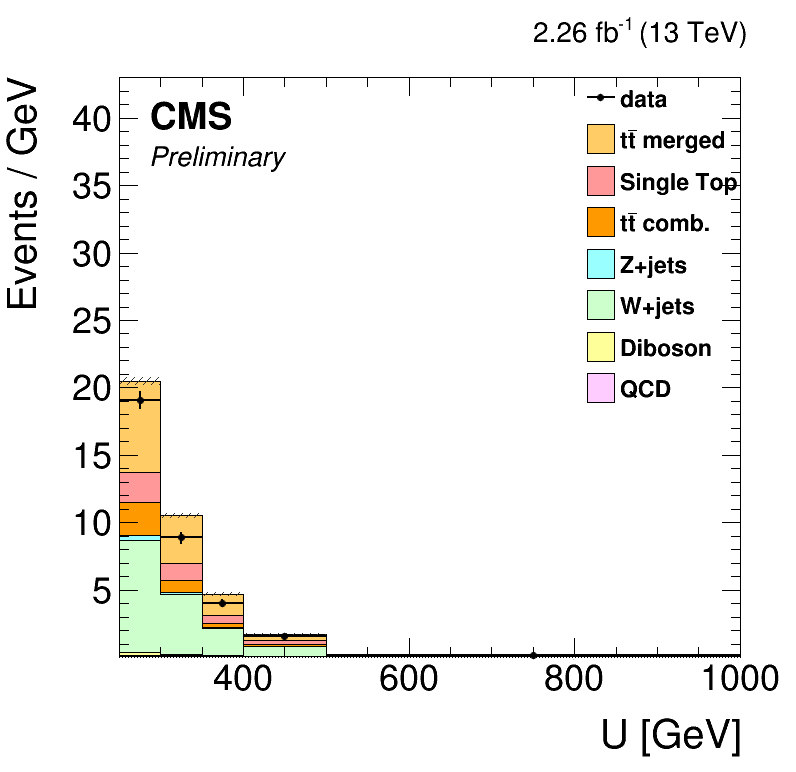 2.26 fb⁻¹ (13 TeV)
Events / GeV
40
35
30
25
20
15
10
5
CMS
Preliminary
data
tt̄ merged
Single Top
tt̄ comb.
Z+jets
W+jets
Diboson
QCD
400
600
800
1000
U [GeV]